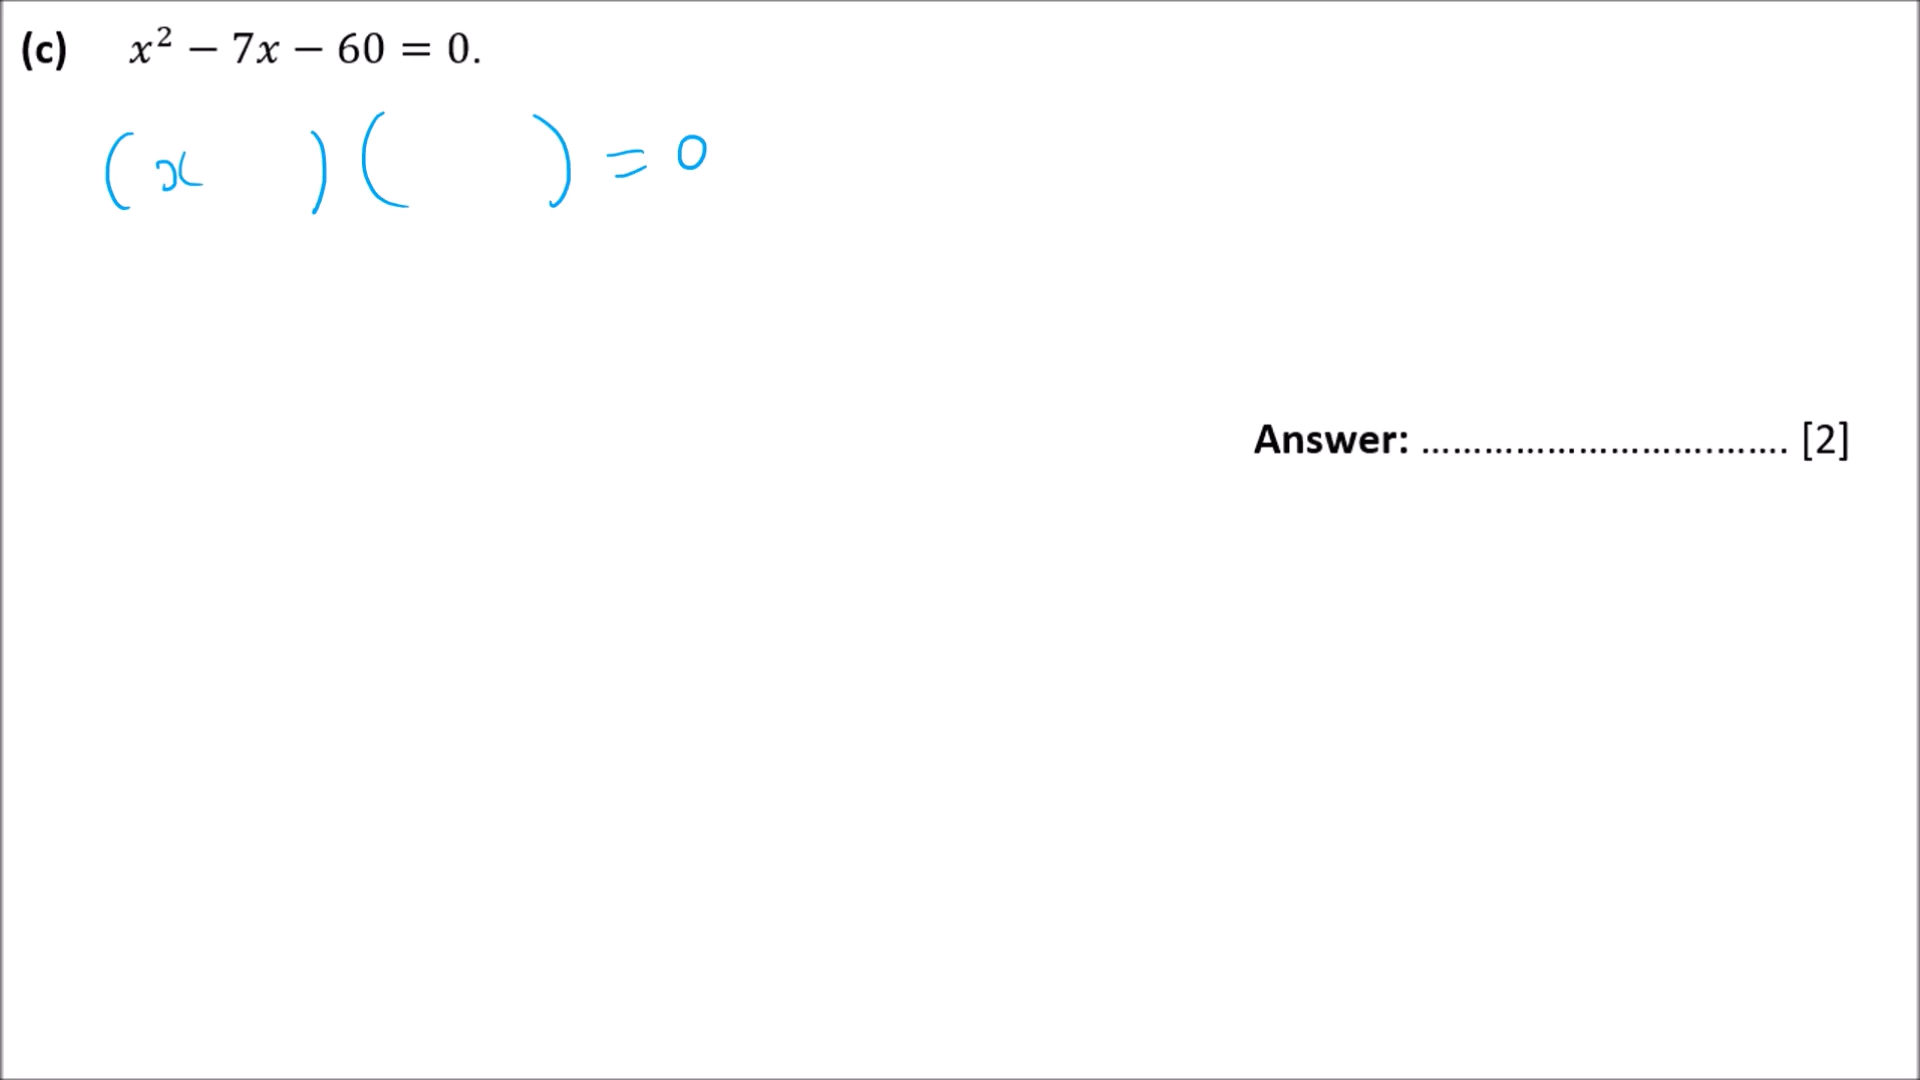 (c) x² − 7x − 60 = 0.
(x )( ) = 0
Answer: ........................................ [2]